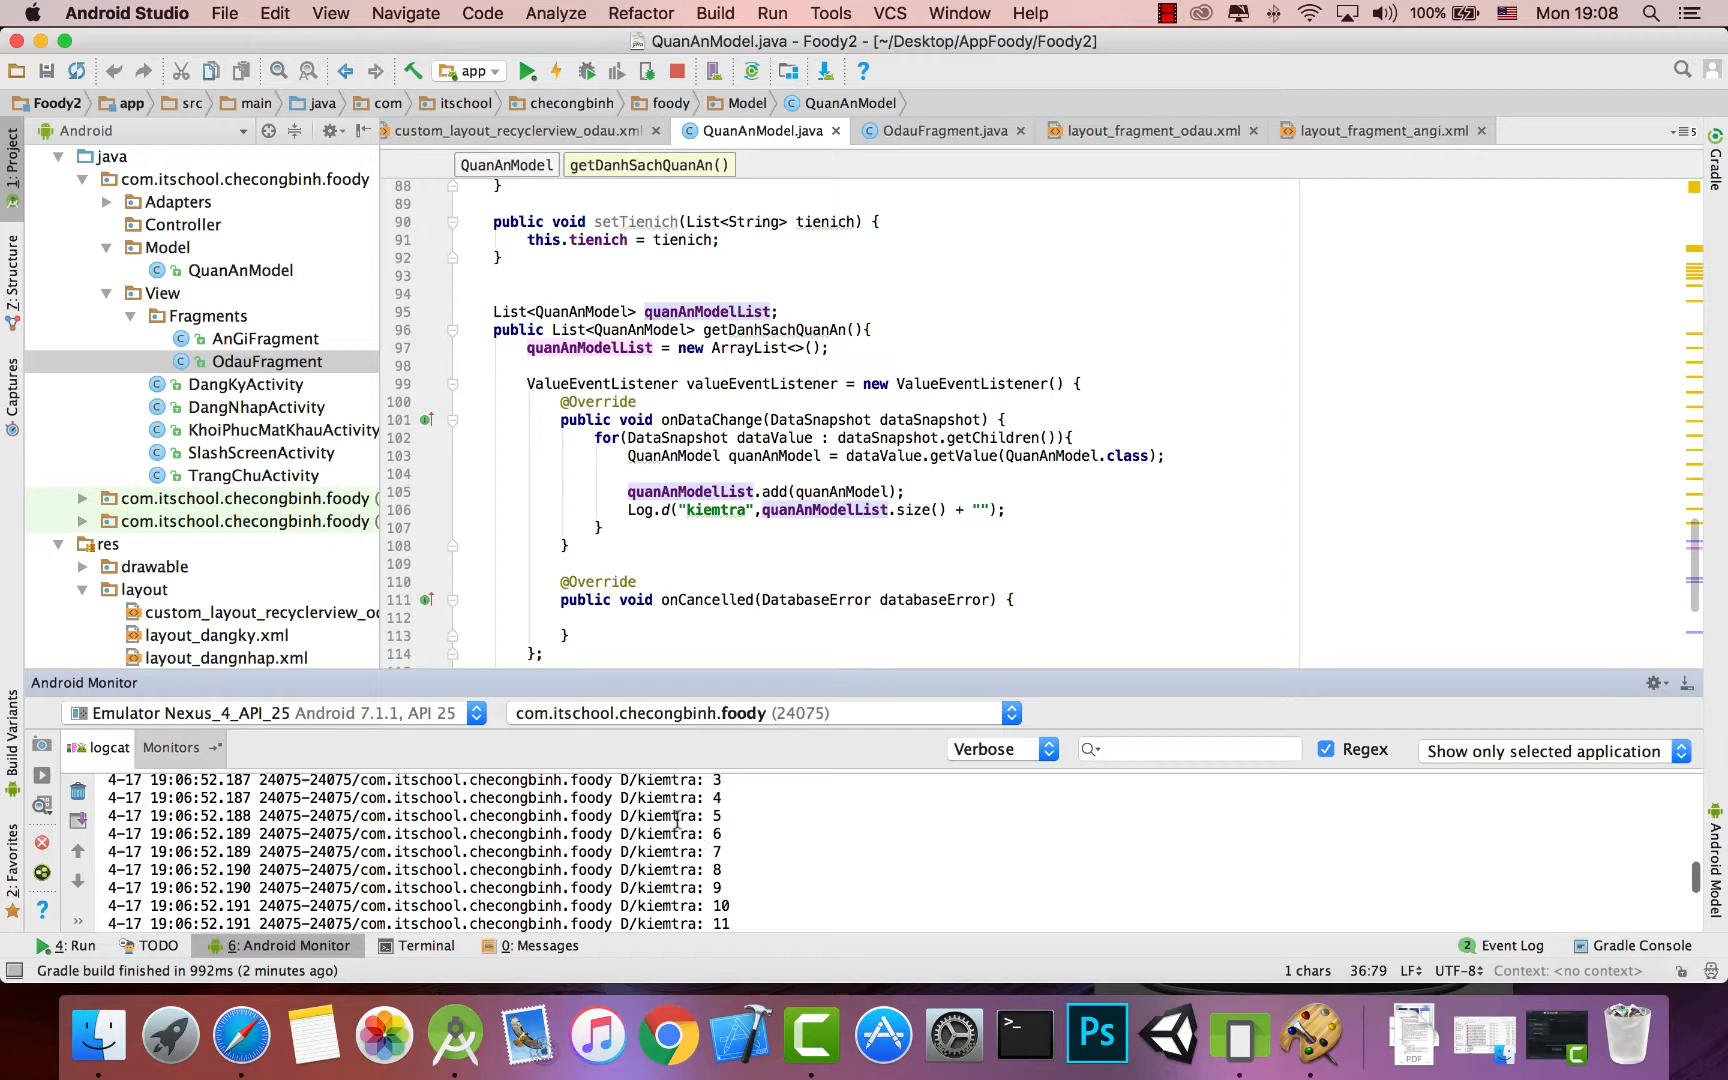 Android Studio File Edit View Navigate Code Analyze Refactor Build Run Tools VCS Window Help 100% Mon 19:08
QuanAnModel.java - Foody2 - [~/Desktop/AppFoody/Foody2]
app
Foody2 app src main java com itschool checongbinh foody Model QuanAnModel
Android
custom_layout_recyclerview_odau.xml QuanAnModel.java OdauFragment.java layout_fragment_odau.xml layout_fragment_angi.xml 5
QuanAnModel getDanhSachQuanAn()
1: Project
Z: Structure
Captures
Build Variants
2: Favorites
java
com.itschool.checongbinh.foody
Adapters
Controller
Model
QuanAnModel
View
Fragments
AnGiFragment
OdauFragment
DangKyActivity
DangNhapActivity
KhoiPhucMatKhauActivity
SlashScreenActivity
TrangChuActivity
com.itschool.checongbinh.foody (
com.itschool.checongbinh.foody (
res
drawable
layout
custom_layout_recyclerview_od
layout_dangky.xml
layout_dangnhap.xml
88 }
89
90 public void setTienich(List<String> tienich) {
91 this.tienich = tienich;
92 }
93
94
95 List<QuanAnModel> quanAnModelList;
96 public List<QuanAnModel> getDanhSachQuanAn(){
97 quanAnModelList = new ArrayList<>();
98
99 ValueEventListener valueEventListener = new ValueEventListener() {
100 @Override
101 public void onDataChange(DataSnapshot dataSnapshot) {
102 for(DataSnapshot dataValue : dataSnapshot.getChildren()){
103 QuanAnModel quanAnModel = dataValue.getValue(QuanAnModel.class);
104
105 quanAnModelList.add(quanAnModel);
106 Log.d("kiemtra",quanAnModelList.size() + "");
107 }
108 }
109
110 @Override
111 public void onCancelled(DatabaseError databaseError) {
112
113 }
114 };
Gradle
Android Model
Android Monitor
Emulator Nexus_4_API_25 Android 7.1.1, API 25 com.itschool.checongbinh.foody (24075)
logcat Monitors Verbose Regex Show only selected application
4-17 19:06:52.187 24075-24075/com.itschool.checongbinh.foody D/kiemtra: 3
4-17 19:06:52.187 24075-24075/com.itschool.checongbinh.foody D/kiemtra: 4
4-17 19:06:52.188 24075-24075/com.itschool.checongbinh.foody D/kiemtra: 5
4-17 19:06:52.189 24075-24075/com.itschool.checongbinh.foody D/kiemtra: 6
4-17 19:06:52.189 24075-24075/com.itschool.checongbinh.foody D/kiemtra: 7
4-17 19:06:52.190 24075-24075/com.itschool.checongbinh.foody D/kiemtra: 8
4-17 19:06:52.190 24075-24075/com.itschool.checongbinh.foody D/kiemtra: 9
4-17 19:06:52.191 24075-24075/com.itschool.checongbinh.foody D/kiemtra: 10
4-17 19:06:52.191 24075-24075/com.itschool.checongbinh.foody D/kiemtra: 11
4: Run TODO 6: Android Monitor Terminal 0: Messages 2 Event Log Gradle Console
Gradle build finished in 992ms (2 minutes ago) 1 chars 36:79 LF UTF-8 Context: <no context>
Ps
PDF